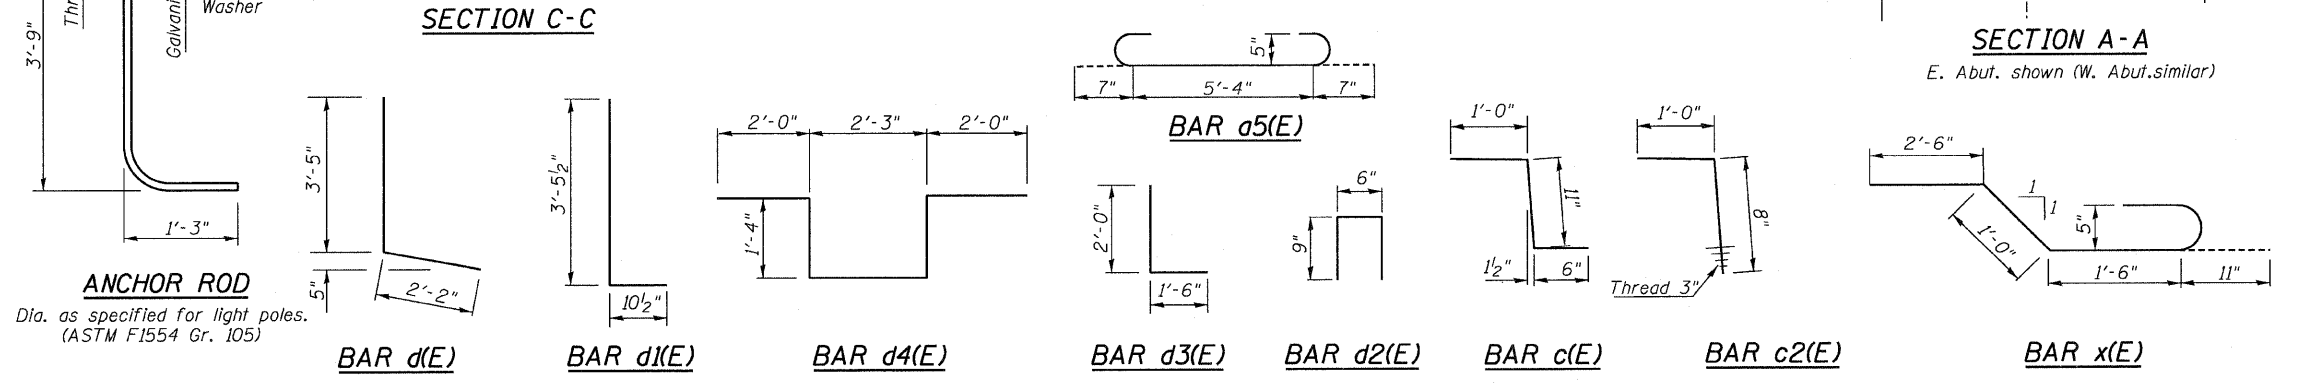 3'-9"
Thr
Galvani
Washer
1'-3"
ANCHOR ROD
Dia. as specified for light poles.
(ASTM F1554 Gr. 105)
SECTION C-C
3'-5"
5"
2'-2"
BAR d(E)
3'-5½"
10½"
BAR d1(E)
2'-0"
2'-3"
2'-0"
1'-4"
BAR d4(E)
5"
7"
5'-4"
7"
BAR a5(E)
2'-0"
1'-6"
BAR d3(E)
6"
9"
BAR d2(E)
1'-0"
11"
1½"
6"
BAR c(E)
1'-0"
8"
Thread 3"
BAR c2(E)
SECTION A-A
E. Abut. shown (W. Abut.similar)
2'-6"
1
1
1'-0"
5"
1'-6"
11"
BAR x(E)